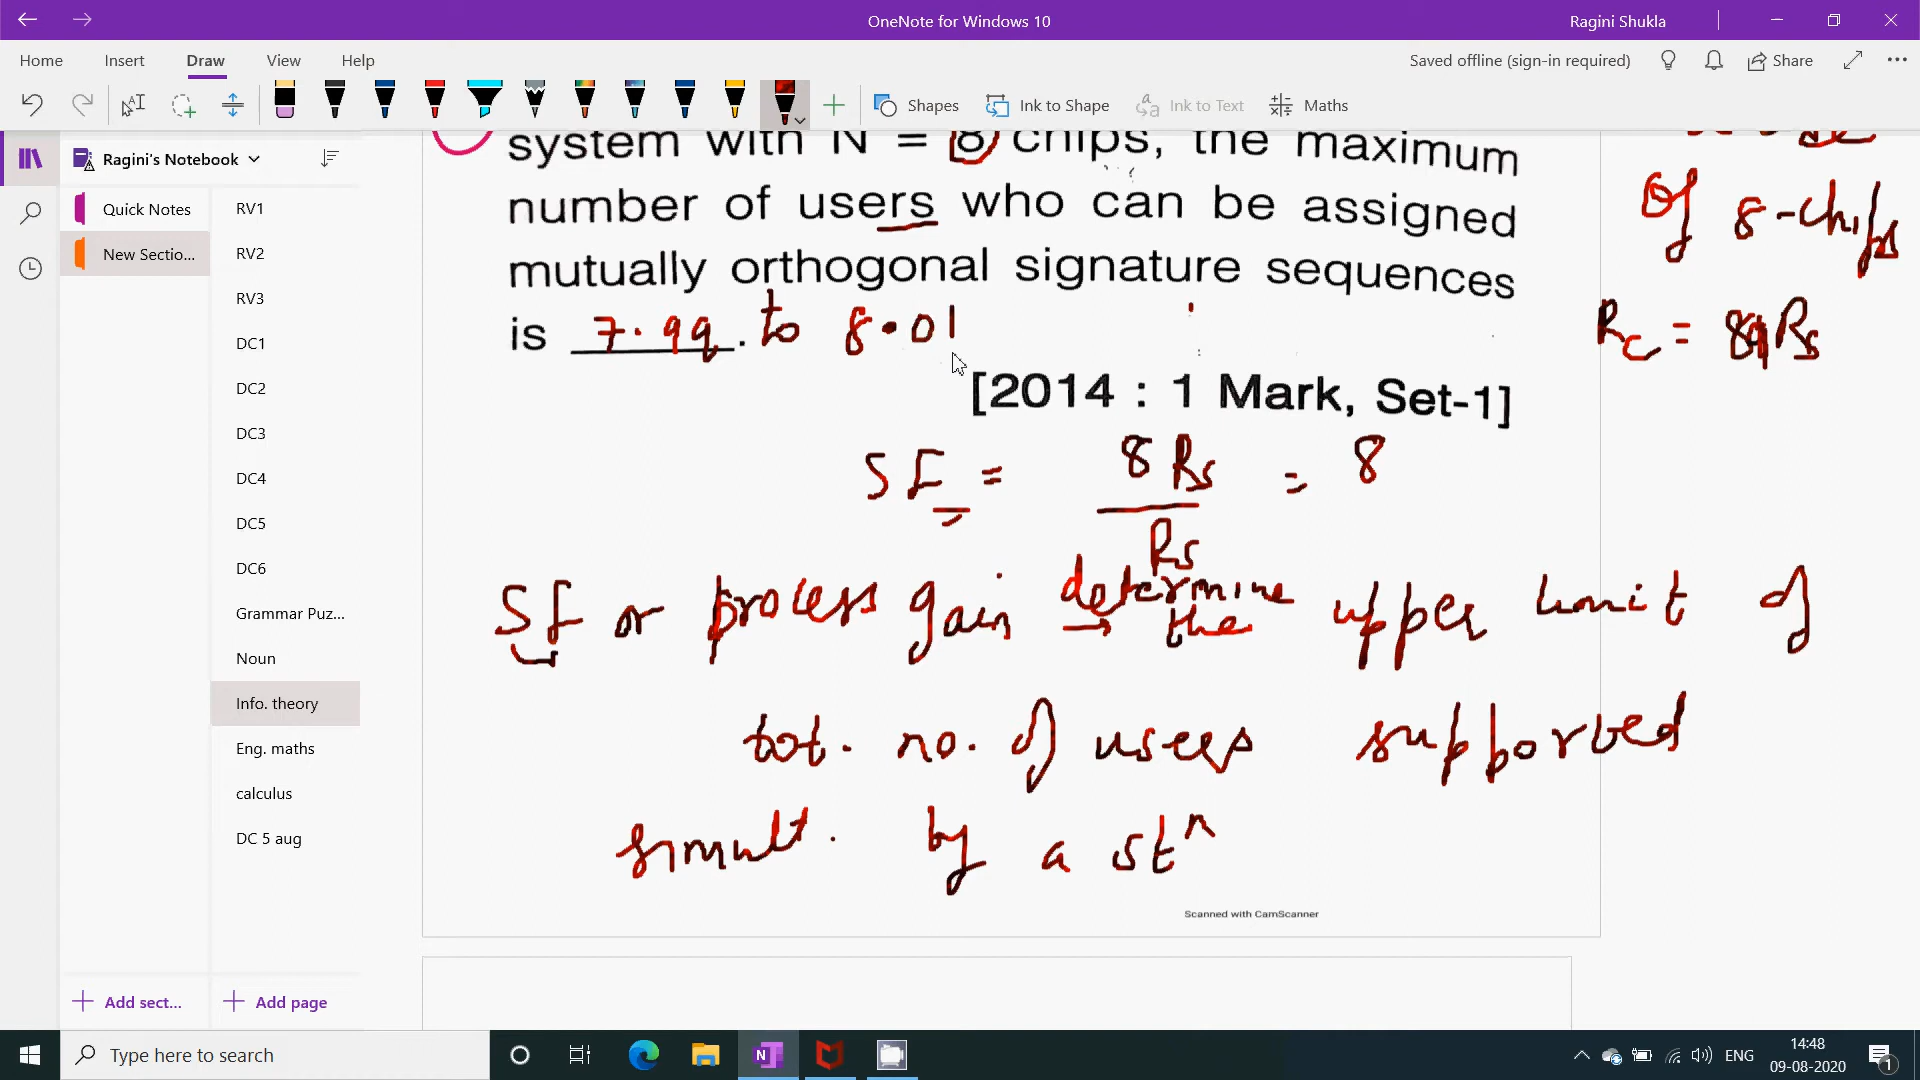 OneNote for Windows 10
Ragini Shukla
Home Insert Draw View Help
Saved offline (sign-in required) Share
Shapes Ink to Shape Ink to Text Maths
Ragini's Notebook
Quick Notes
New Sectio...
RV1
RV2
RV3
DC1
DC2
DC3
DC4
DC5
DC6
Grammar Puz...
Noun
Info. theory
Eng. maths
calculus
DC 5 aug
Add sect...
Add page
system with N = 8 chips, the maximum
number of users who can be assigned
mutually orthogonal signature sequences
is 7.99. to 8.01
[2014 : 1 Mark, Set-1]
of 8-chips
Rc = 8 Rs
SF = 8 Rs / Rs = 8
SF or process gain → determine the upper limit of
tot. no. of users supported
simult. by a st^n
Scanned with CamScanner
Type here to search
N
ENG
14:48
09-08-2020
1